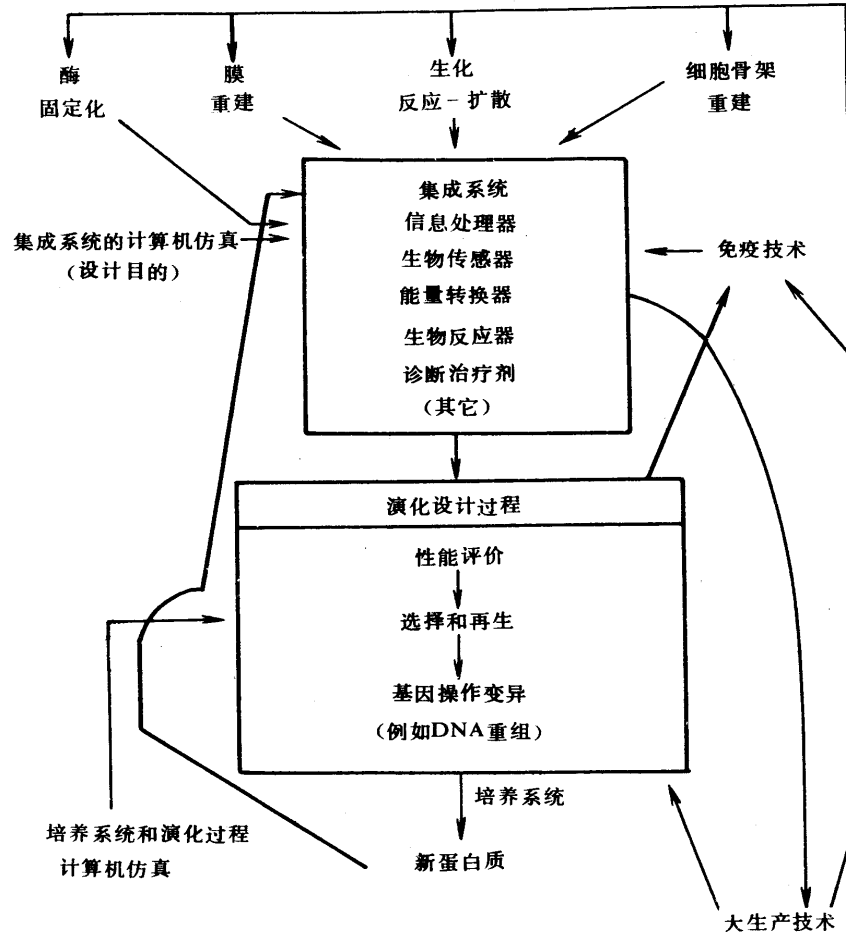 酶
固定化
膜
重建
生化
反应－扩散
细胞骨架
重建
集成系统
信息处理器
生物传感器
能量转换器
生物反应器
诊断治疗剂
（其它）
集成系统的计算机仿真
（设计目的）
免疫技术
演化设计过程
性能评价
选择和再生
基因操作变异
（例如DNA重组）
培养系统
新蛋白质
培养系统和演化过程
计算机仿真
大生产技术